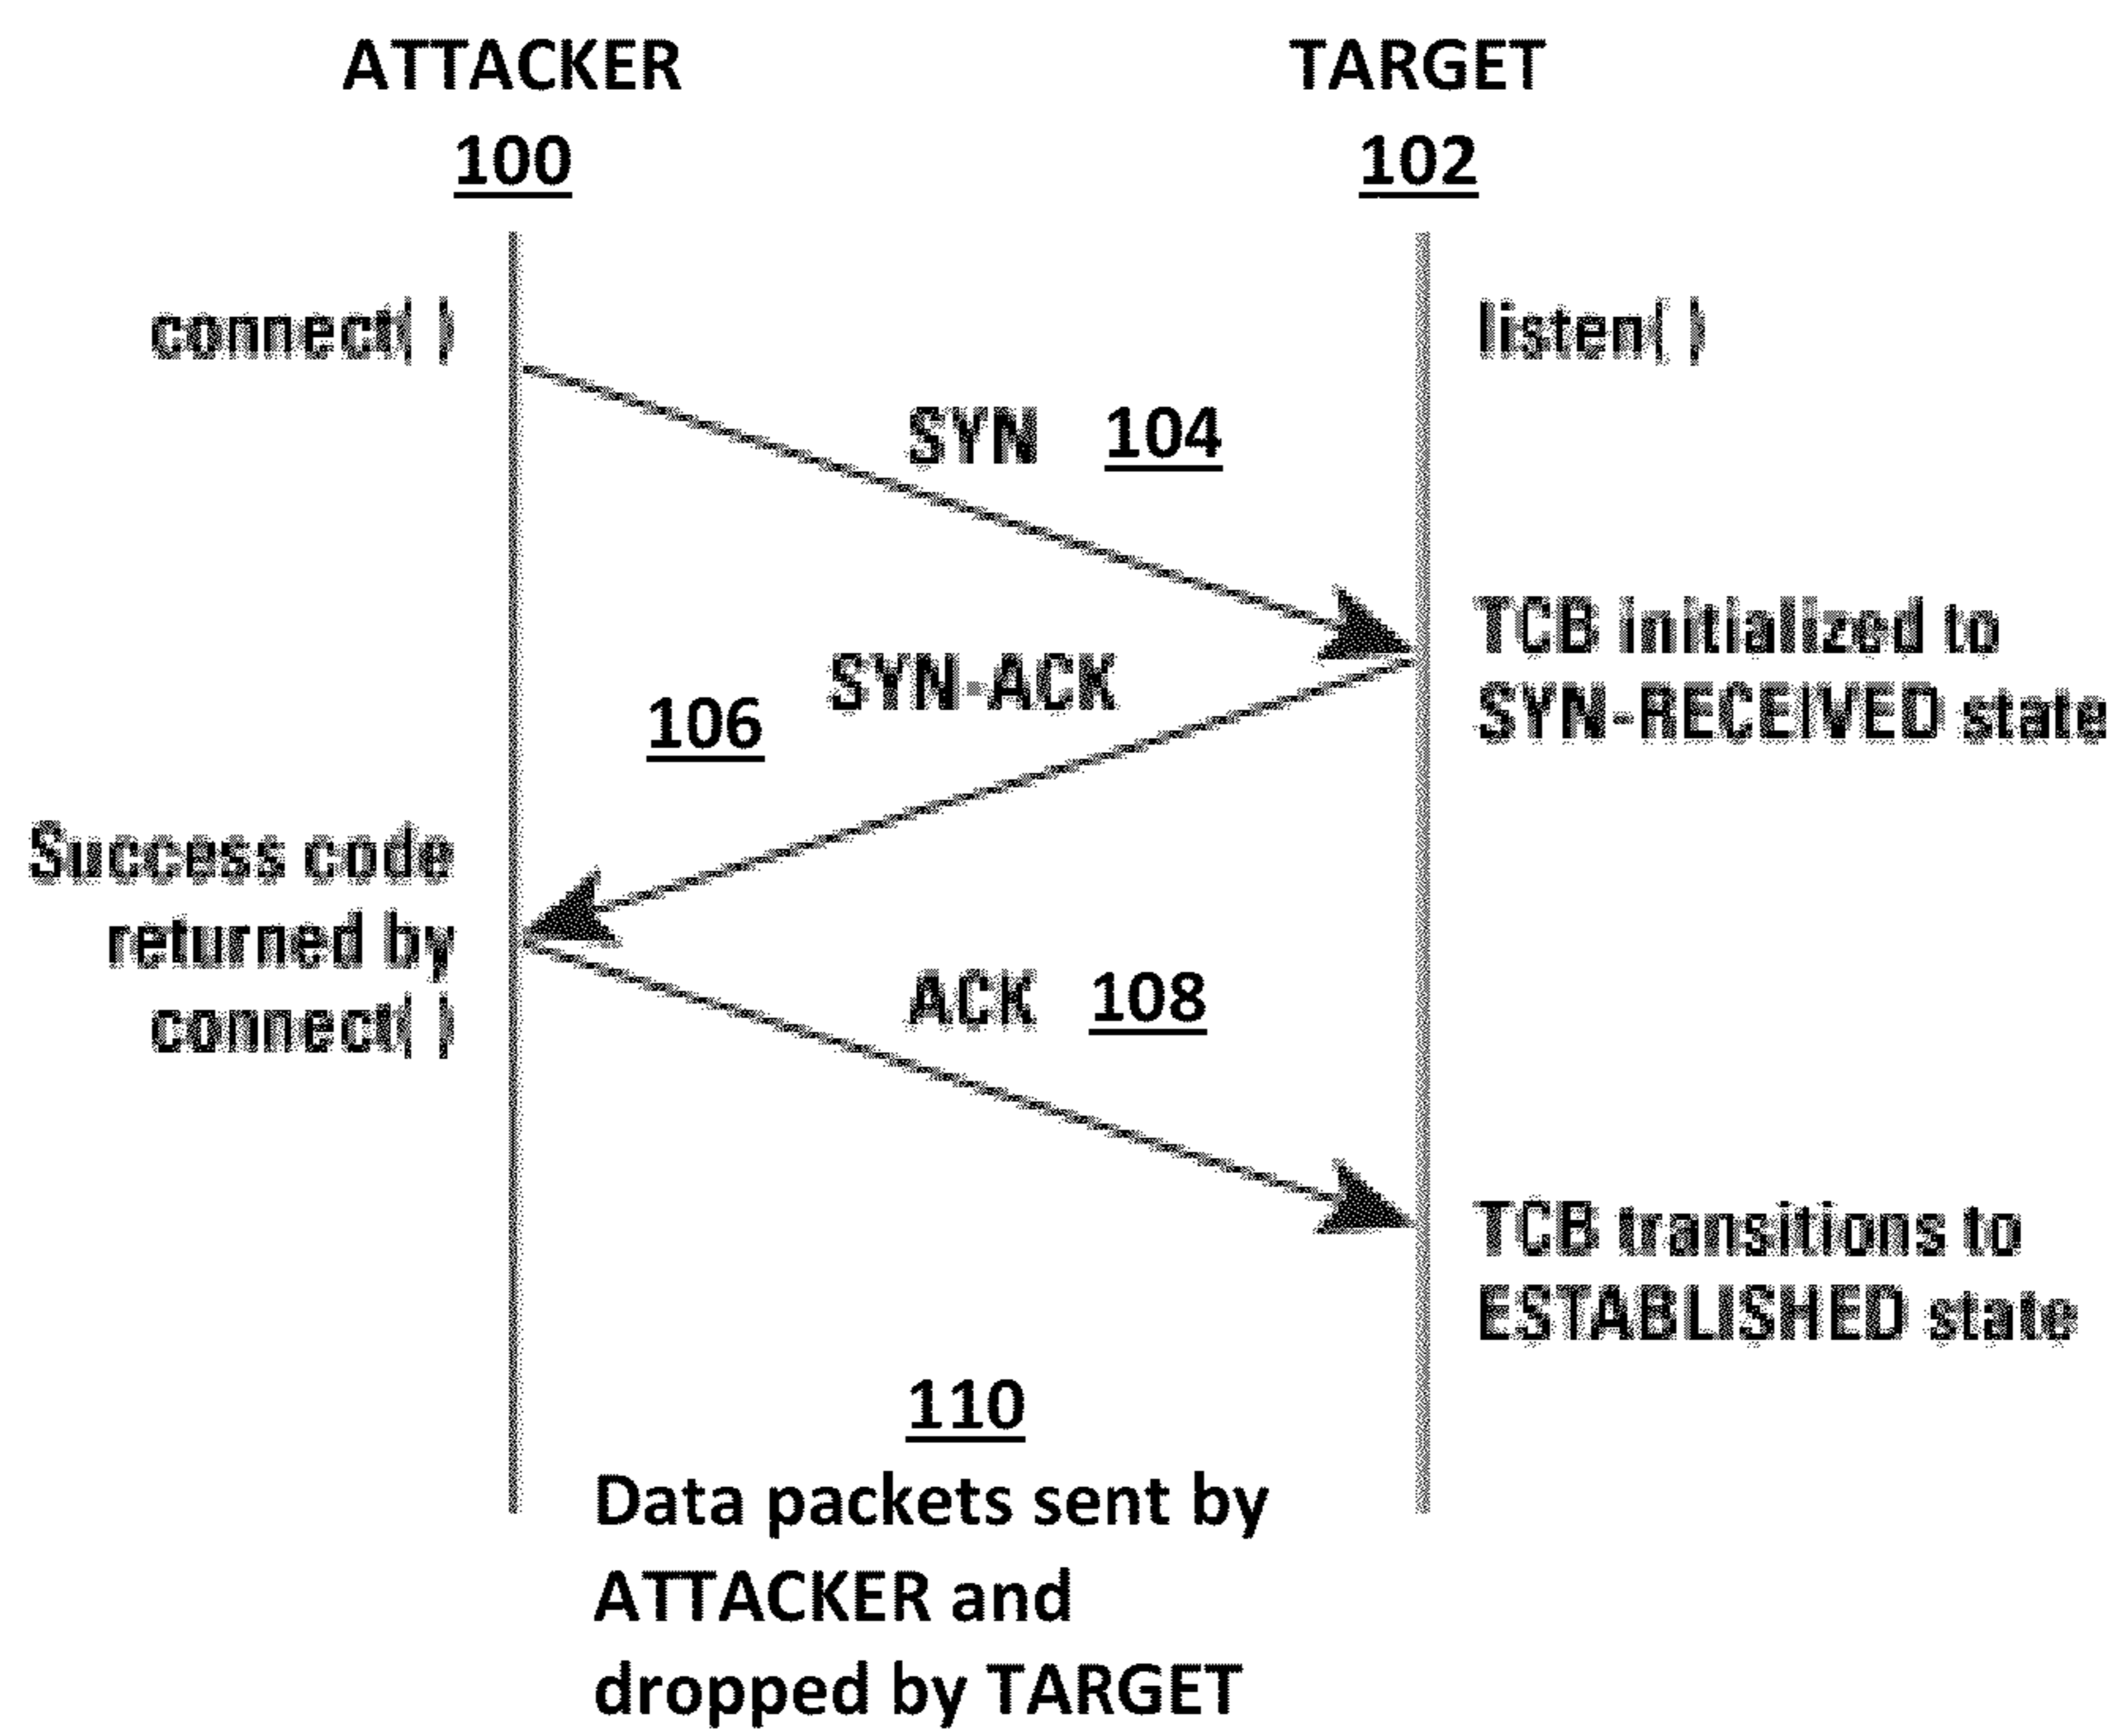 ATTACKER
100
TARGET
102
connect( )
listen( )
SYN 104
TCB initialized to
SYN-RECEIVED state
SYN-ACK
106
Success code
returned by
connect( )
ACK 108
TCB transitions to
ESTABLISHED state
110
Data packets sent by
ATTACKER and
dropped by TARGET